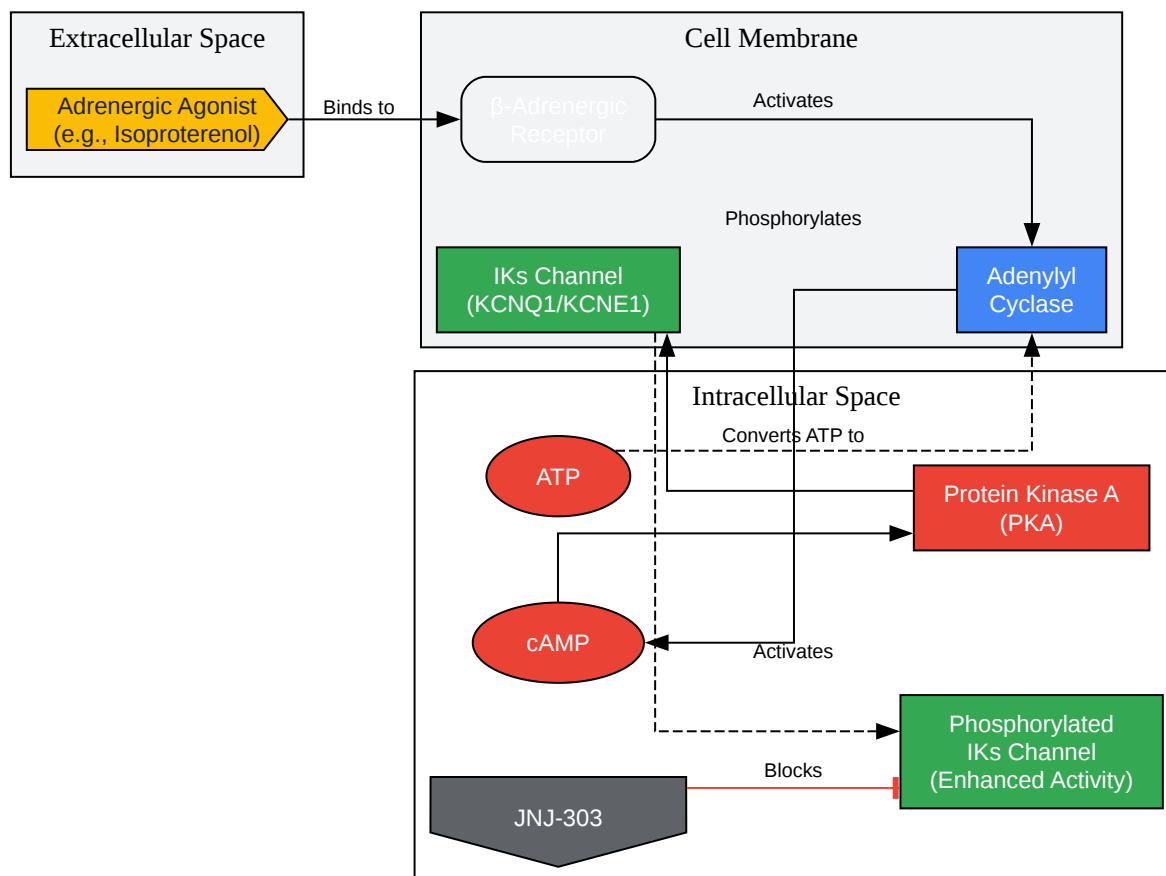 Extracellular Space
Adrenergic Agonist
(e.g., Isoproterenol)
Binds to
Cell Membrane
β-Adrenergic
Receptor
Activates
Phosphorylates
IKs Channel
(KCNQ1/KCNE1)
Adenylyl
Cyclase
Intracellular Space
Converts ATP to
ATP
Protein Kinase A
(PKA)
cAMP
Activates
Phosphorylated
IKs Channel
(Enhanced Activity)
Blocks
JNJ-303